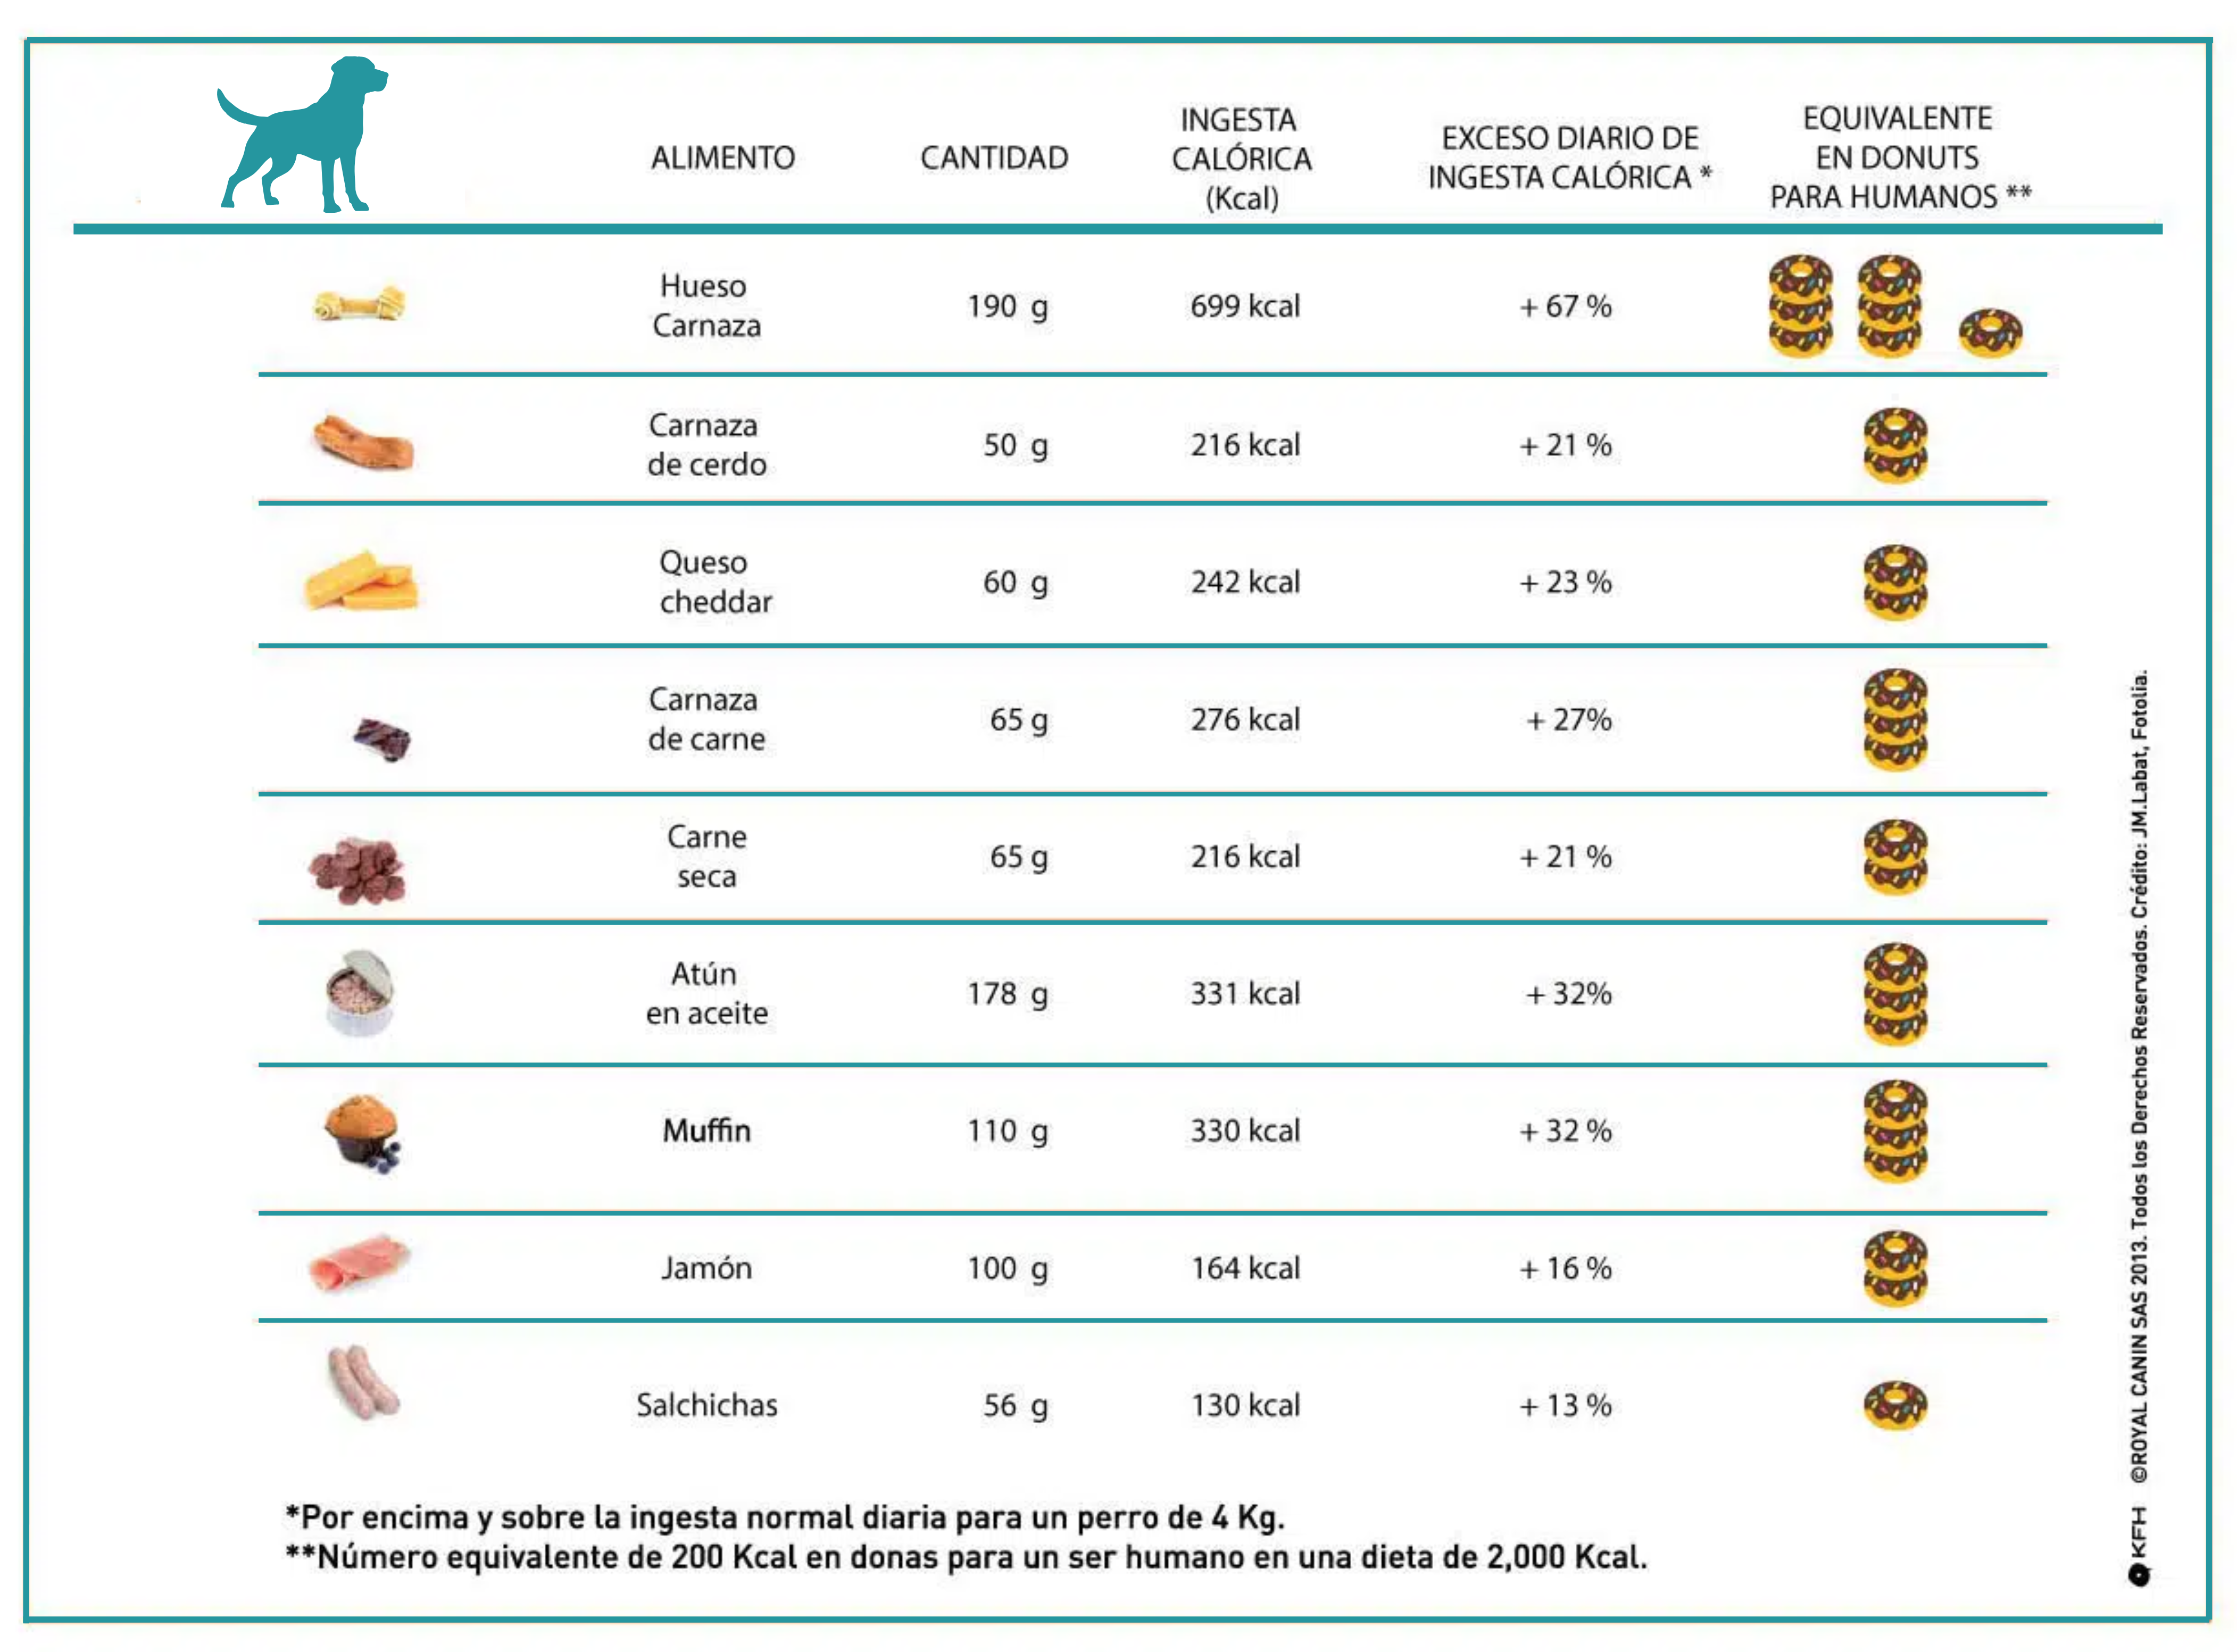 ALIMENTO
CANTIDAD
INGESTA
CALÓRICA
(Kcal)
EXCESO DIARIO DE
INGESTA CALÓRICA *
EQUIVALENTE
EN DONUTS
PARA HUMANOS **
Hueso
Carnaza
190 g
699 kcal
+ 67 %
Carnaza
de cerdo
50 g
216 kcal
+ 21 %
Queso
cheddar
60 g
242 kcal
+ 23 %
Carnaza
de carne
65 g
276 kcal
+ 27%
Carne
seca
65 g
216 kcal
+ 21 %
Atún
en aceite
178 g
331 kcal
+ 32%
Muffin
110 g
330 kcal
+ 32 %
Jamón
100 g
164 kcal
+ 16 %
Salchichas
56 g
130 kcal
+ 13 %
*Por encima y sobre la ingesta normal diaria para un perro de 4 Kg.
**Número equivalente de 200 Kcal en donas para un ser humano en una dieta de 2,000 Kcal.
KFH ©ROYAL CANIN SAS 2013. Todos los Derechos Reservados. Crédito: JM.Labat, Fotolia.